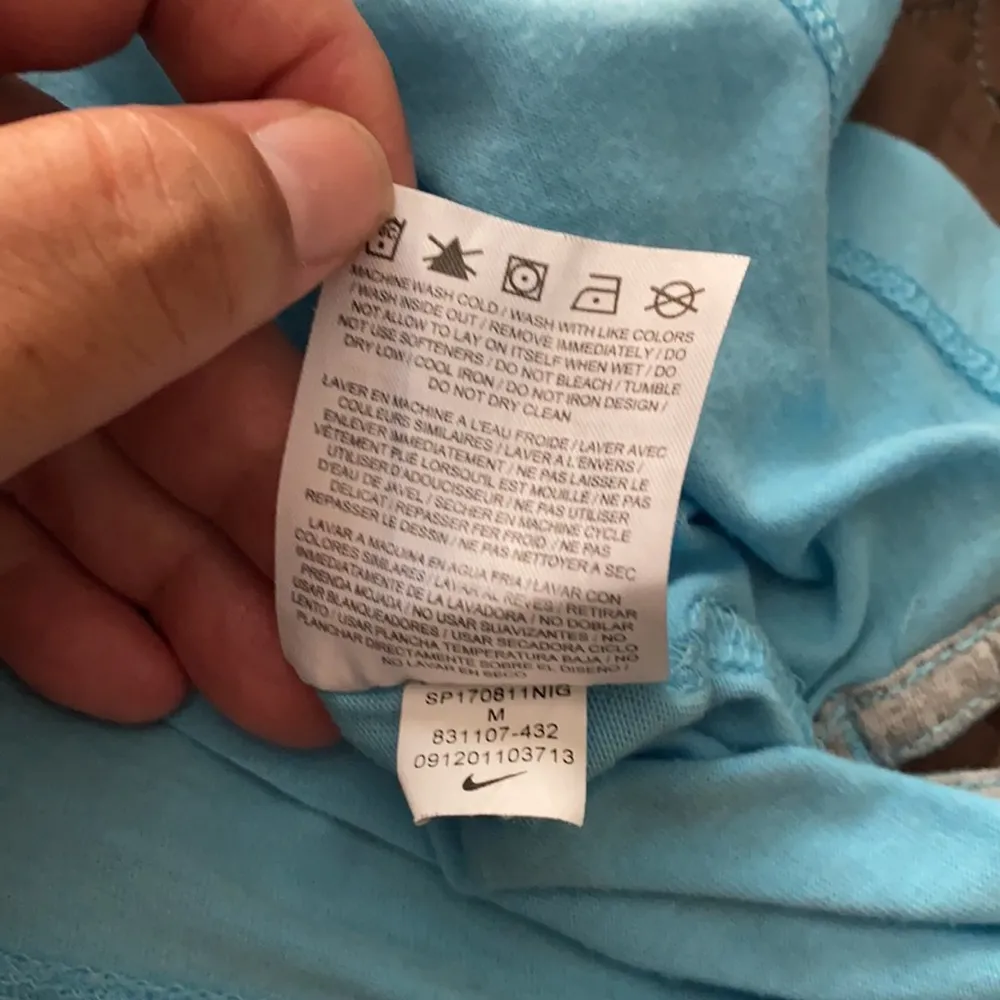 MACHINE WASH COLD / WASH WITH LIKE COLORS
/ WASH INSIDE OUT / REMOVE IMMEDIATELY / DO
NOT ALLOW TO LAY ON ITSELF WHEN WET / DO
NOT USE SOFTENERS / DO NOT BLEACH / TUMBLE
DRY LOW / COOL IRON / DO NOT IRON DESIGN /
DO NOT DRY CLEAN
LAVER EN MACHINE A L'EAU FROIDE / LAVER AVEC
COULEURS SIMILAIRES / LAVER A L'ENVERS /
ENLEVER IMMEDIATEMENT / NE PAS LAISSER LE
VÊTEMENT PLIE LORSQU'IL EST MOUILLE / NE PAS
UTILISER D'ADOUCISSEUR / NE PAS UTILISER
D'EAU DE JAVEL / SECHER EN MACHINE CYCLE
DELICAT / REPASSER FER FROID / NE PAS
REPASSER LE DESSIN / NE PAS NETTOYER A SEC
LAVAR A MAQUINA EN AGUA FRIA / LAVAR CON
COLORES SIMILARES / LAVAR AL REVES / RETIRAR
INMEDIATAMENTE DE LA LAVADORA / NO DOBLAR
PRENDA MOJADA / NO USAR SUAVIZANTES / NO
USAR BLANQUEADORES / USAR SECADORA CICLO
LENTO / USAR PLANCHA TEMPERATURA BAJA / NO
PLANCHAR DIRECTAMENTE SOBRE EL DISEÑO /
NO LAVAR EN SECO
SP170811NIG
M
831107-432
091201103713